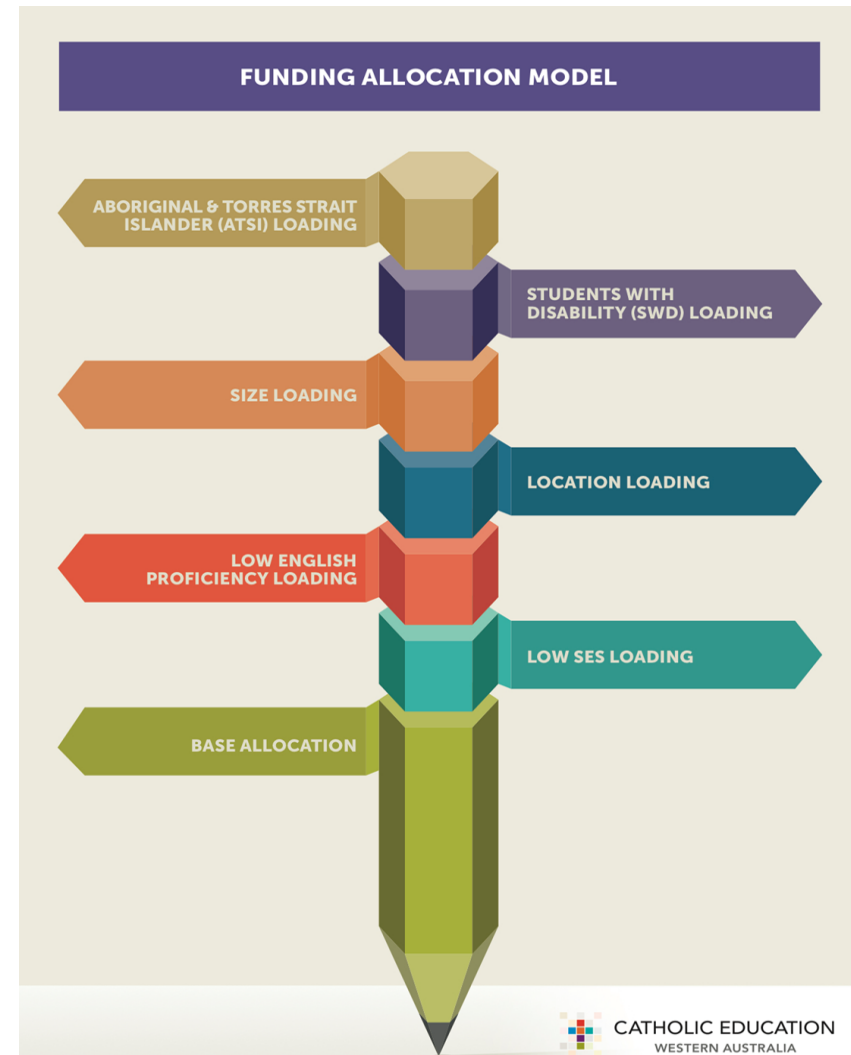 FUNDING ALLOCATION MODEL
ABORIGINAL & TORRES STRAIT
ISLANDER (ATSI) LOADING
STUDENTS WITH
DISABILITY (SWD) LOADING
SIZE LOADING
LOCATION LOADING
LOW ENGLISH
PROFICIENCY LOADING
LOW SES LOADING
BASE ALLOCATION
CATHOLIC EDUCATION
WESTERN AUSTRALIA